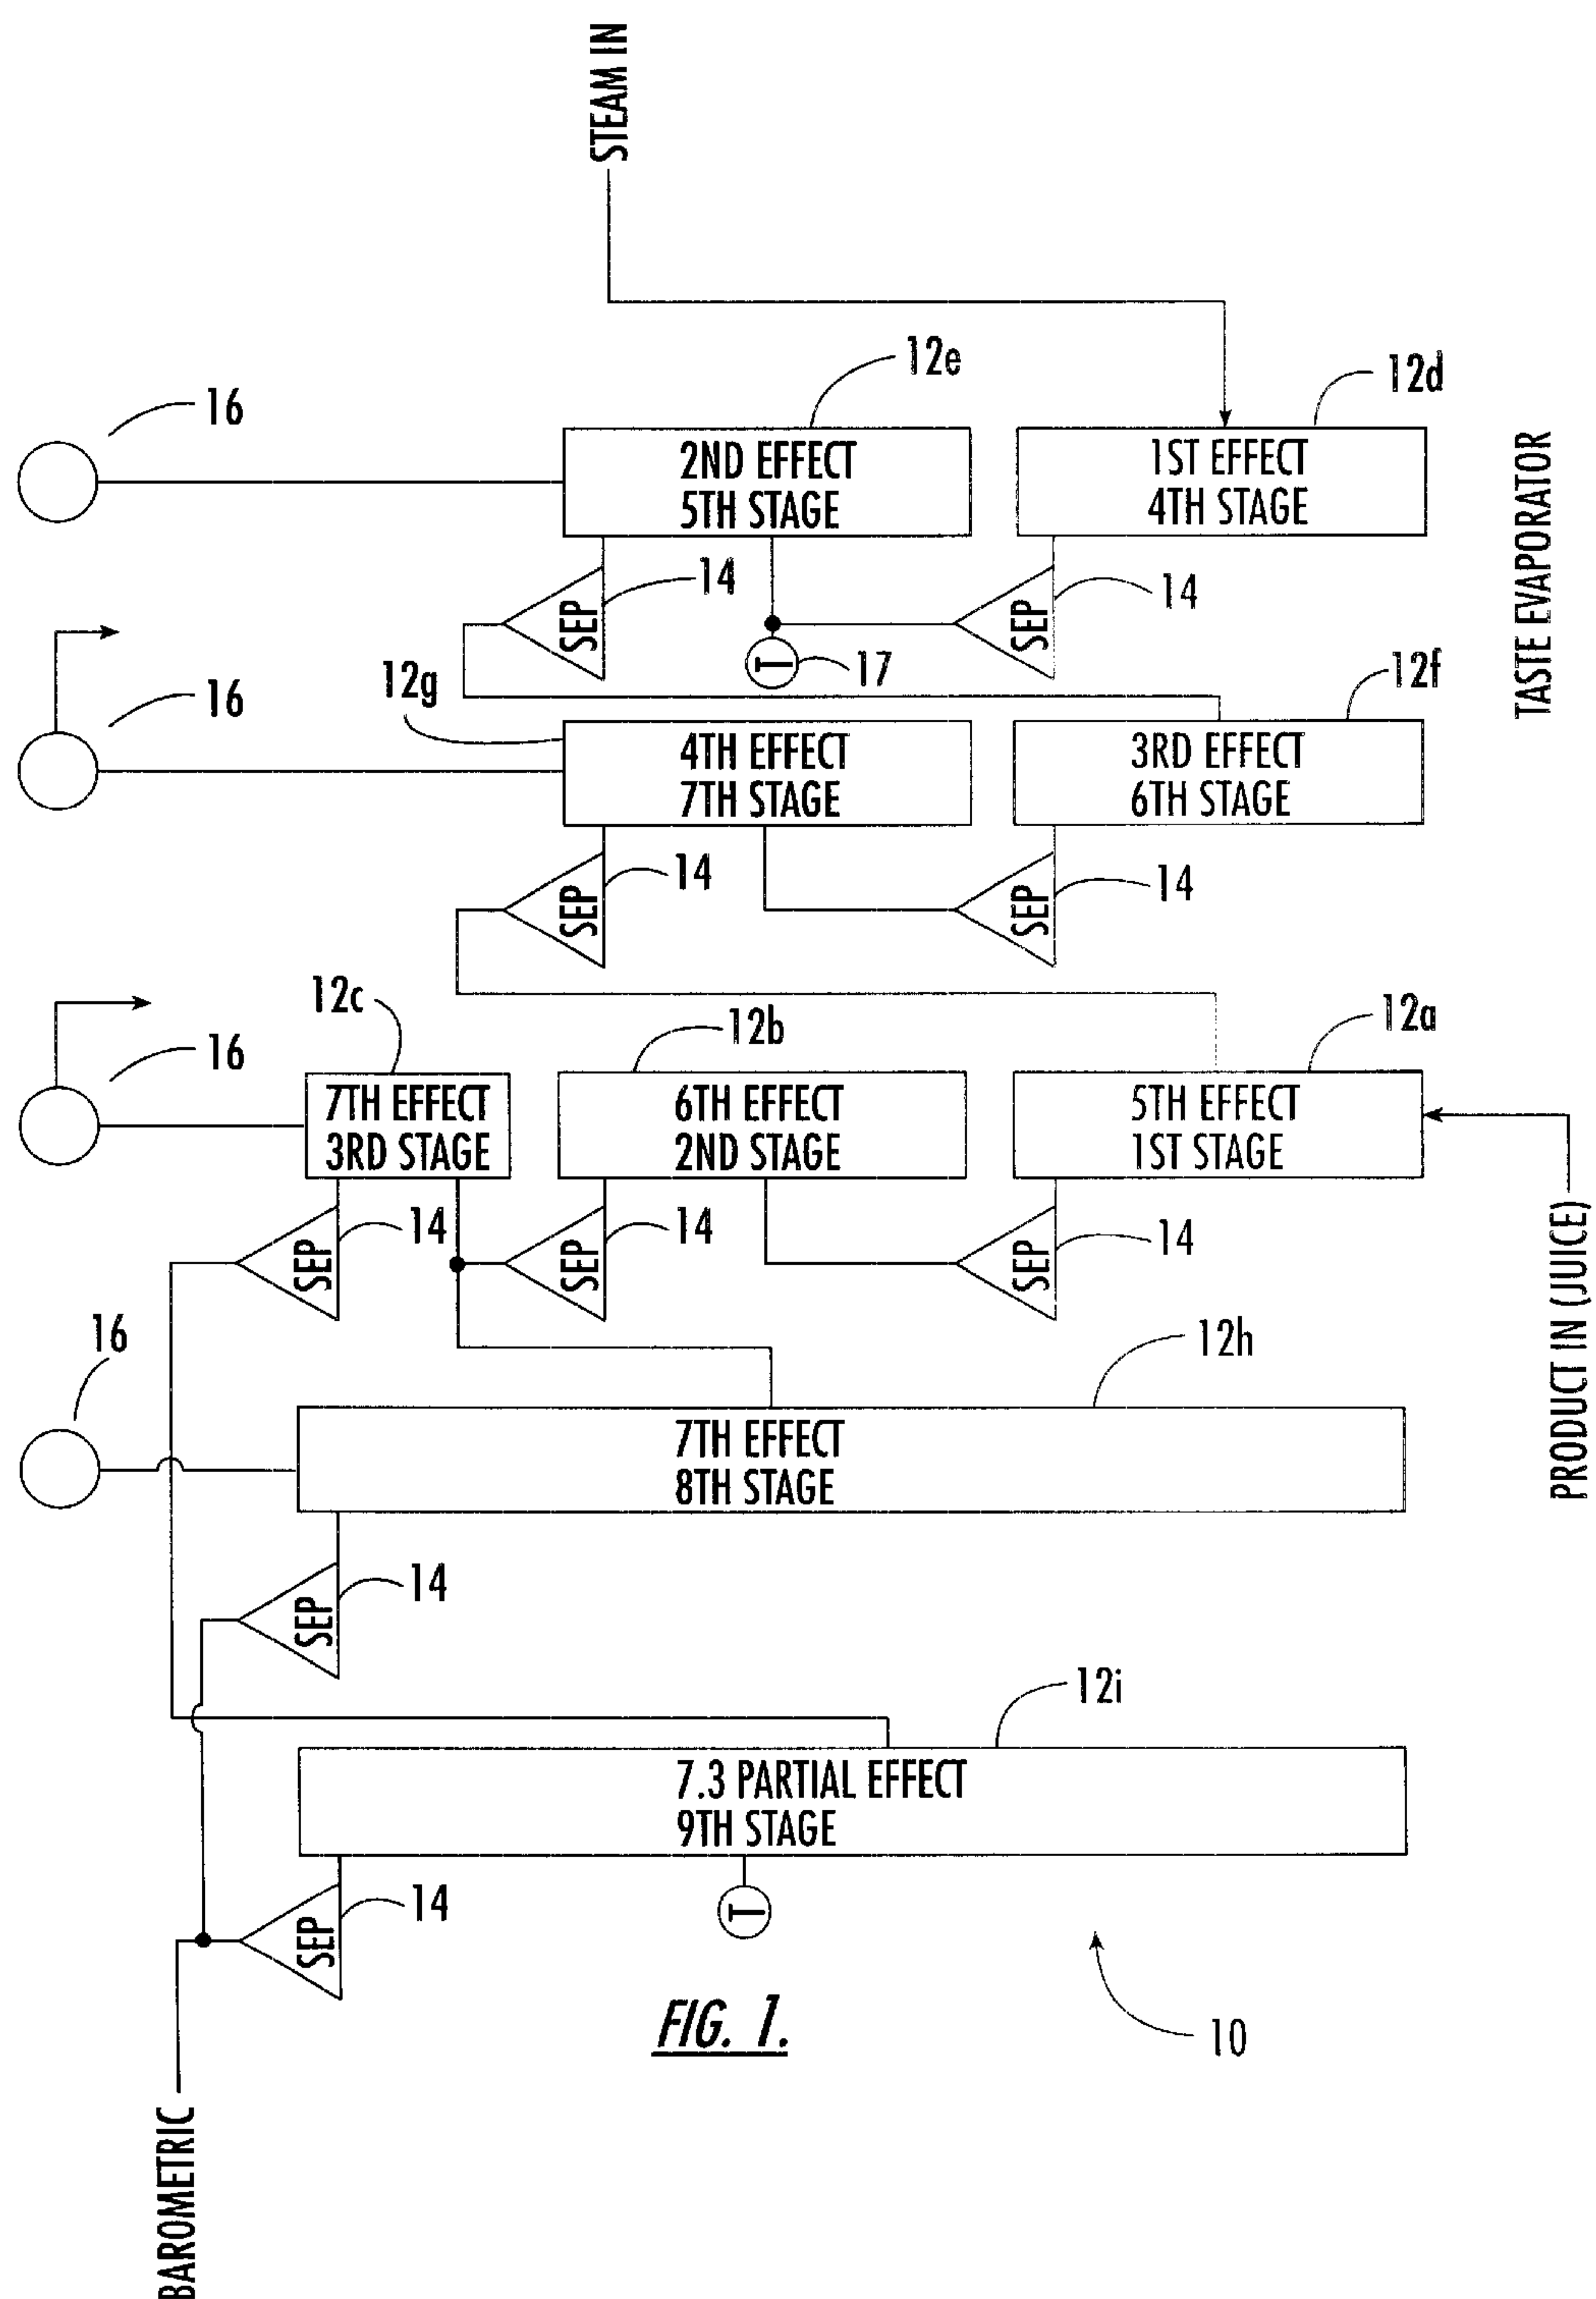 STEAM IN
12e
12d
16
2ND EFFECT
5TH STAGE
1ST EFFECT
4TH STAGE
TASTE EVAPORATOR
14
14
SEP
SEP
T
17
12g
12f
16
4TH EFFECT
7TH STAGE
3RD EFFECT
6TH STAGE
14
14
SEP
SEP
12c
12b
12a
16
7TH EFFECT
3RD STAGE
6TH EFFECT
2ND STAGE
5TH EFFECT
1ST STAGE
14
14
14
SEP
SEP
SEP
PRODUCT IN (JUICE)
16
12h
7TH EFFECT
8TH STAGE
14
SEP
12i
7.3 PARTIAL EFFECT
9TH STAGE
14
SEP
T
FIG. 1.
10
BAROMETRIC